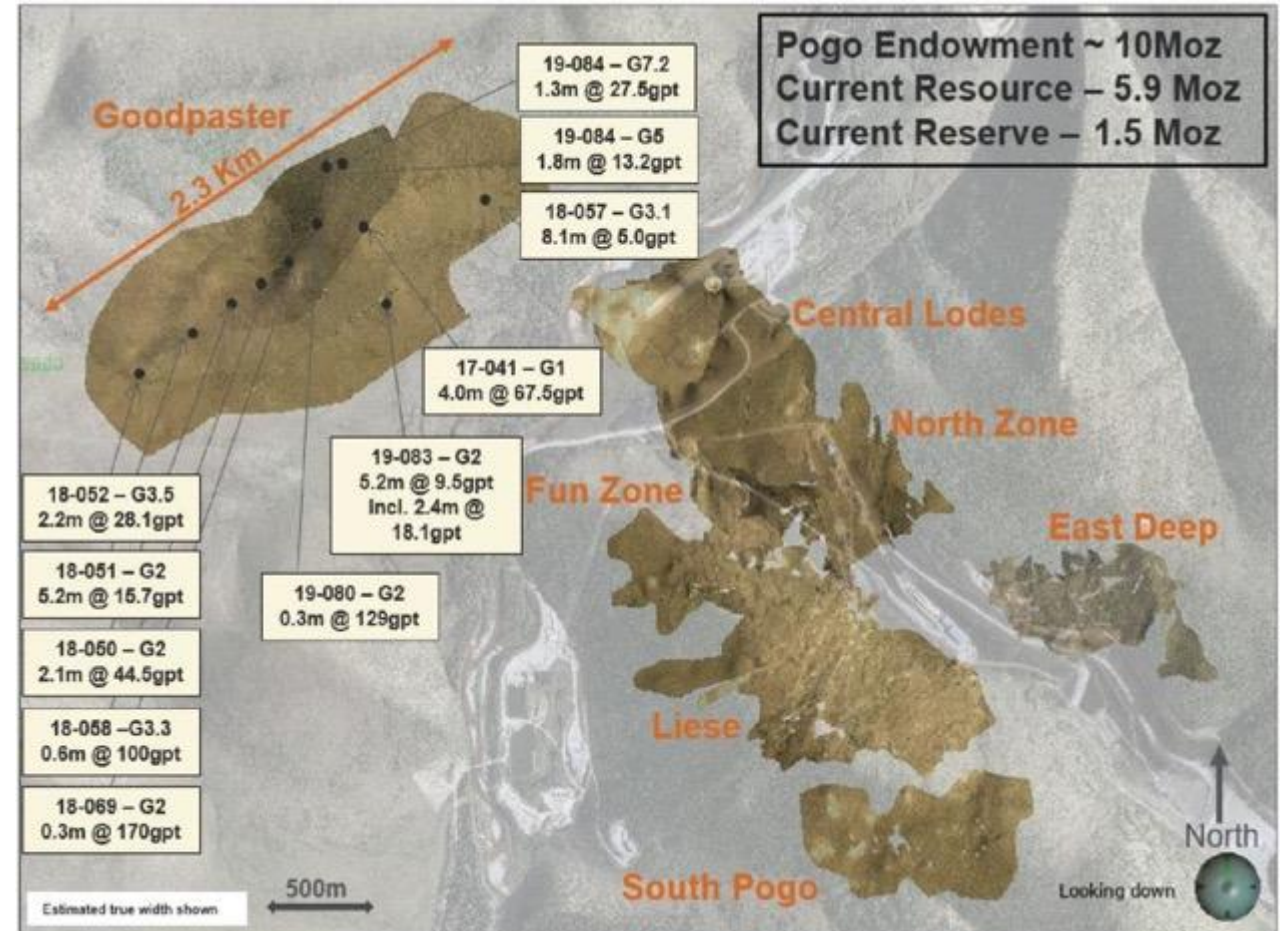 Pogo Endowment ~ 10Moz
Current Resource – 5.9 Moz
Current Reserve – 1.5 Moz
Goodpaster
2.3 Km
19-084 – G7.2
1.3m @ 27.5gpt
19-084 – G5
1.8m @ 13.2gpt
18-057 – G3.1
8.1m @ 5.0gpt
17-041 – G1
4.0m @ 67.5gpt
19-083 – G2
5.2m @ 9.5gpt
Incl. 2.4m @
18.1gpt
19-080 – G2
0.3m @ 129gpt
18-052 – G3.5
2.2m @ 28.1gpt
18-051 – G2
5.2m @ 15.7gpt
18-050 – G2
2.1m @ 44.5gpt
18-058 –G3.3
0.6m @ 100gpt
18-069 – G2
0.3m @ 170gpt
Central Lodes
North Zone
Fun Zone
East Deep
Liese
South Pogo
North
Looking down
500m
Estimated true width shown